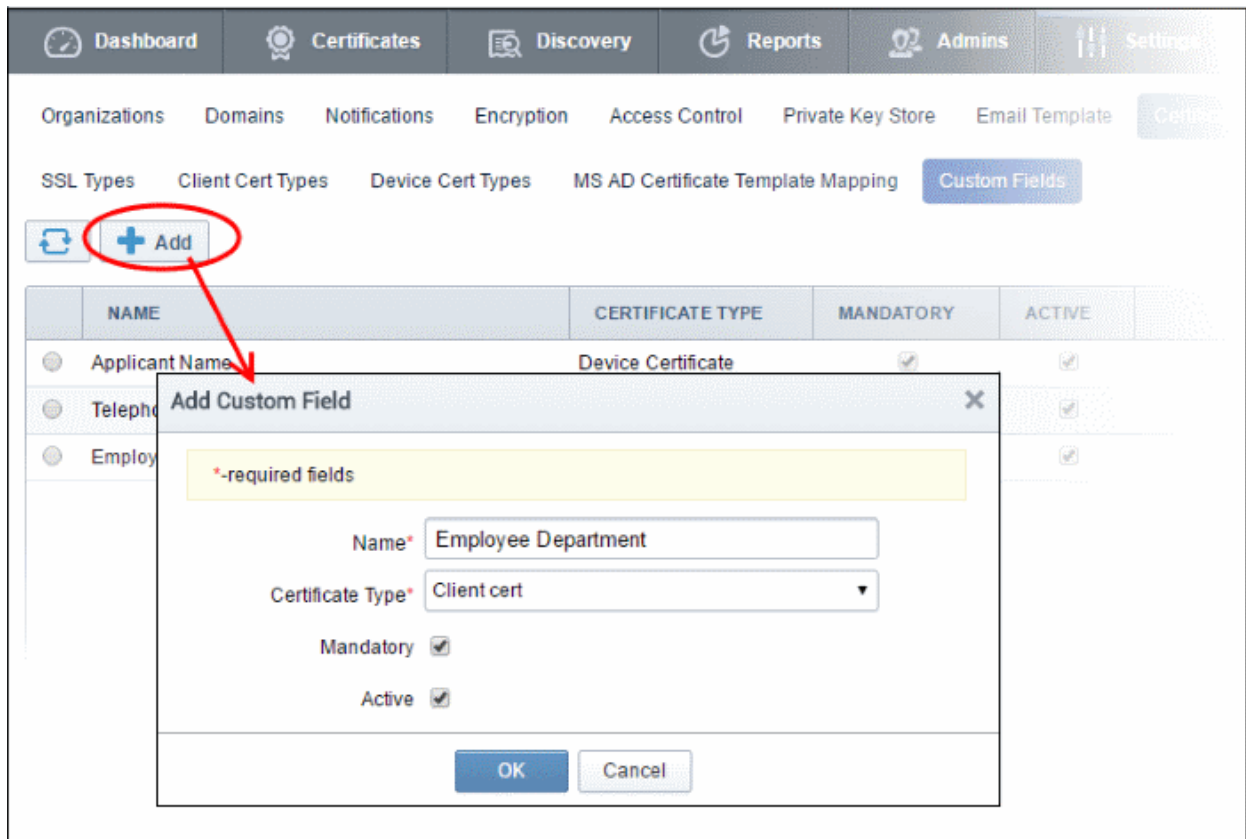 Dashboard Certificates Discovery Reports Admins Settings
Organizations Domains Notifications Encryption Access Control Private Key Store Email Template
SSL Types Client Cert Types Device Cert Types MS AD Certificate Template Mapping Custom Fields
Add
NAME CERTIFICATE TYPE MANDATORY ACTIVE
Applicant Name Device Certificate
Telepho
Employ
Add Custom Field
*-required fields
Name* Employee Department
Certificate Type* Client cert
Mandatory
Active
OK Cancel